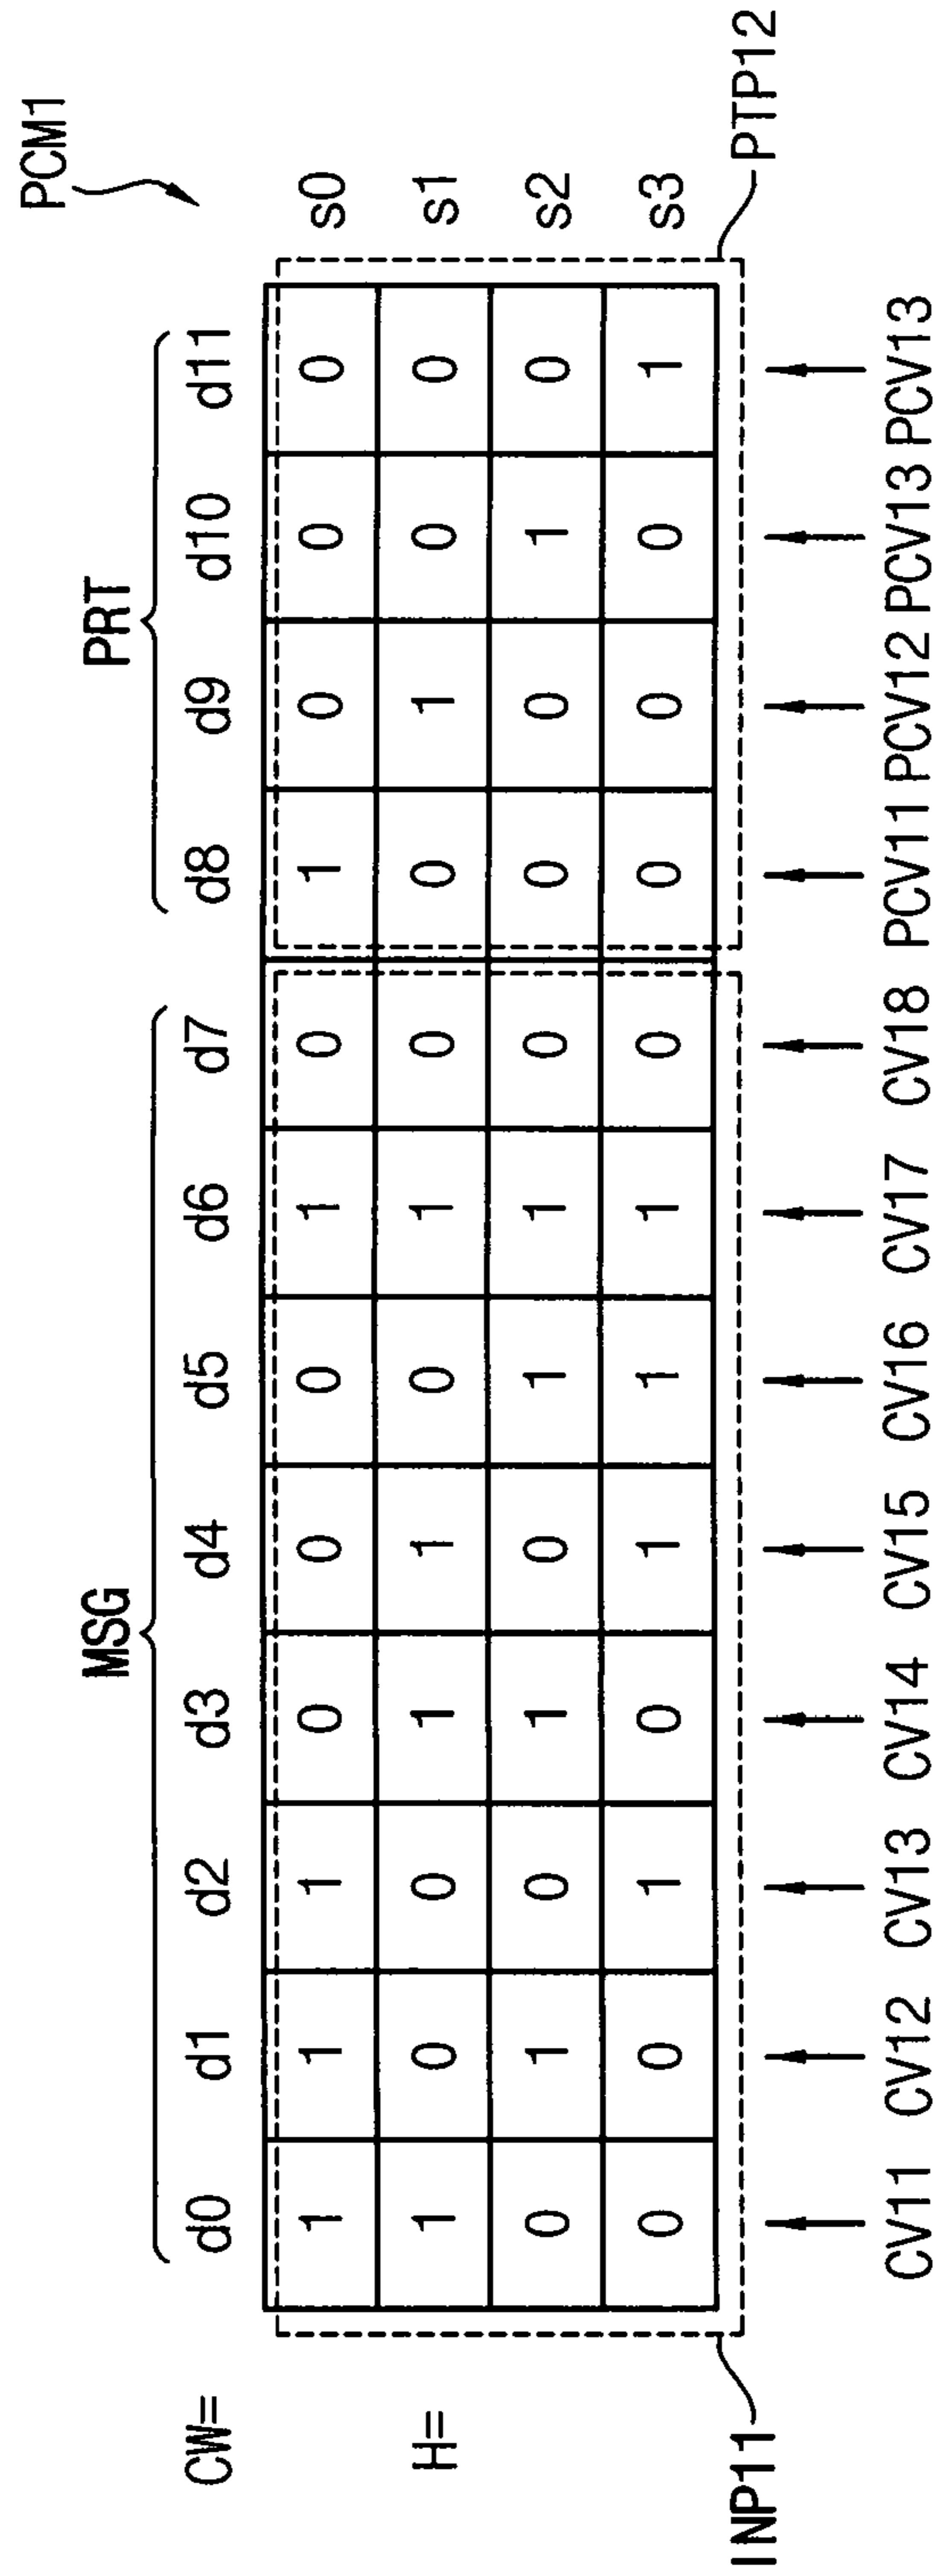 PCM1
MSG PRT
CW= d0 d1 d2 d3 d4 d5 d6 d7 d8 d9 d10 d11
1 1 1 0 0 0 1 0 1 0 0 0 s0
H= 1 0 0 1 1 0 1 0 0 1 0 0 s1
0 1 0 1 0 1 1 0 0 0 1 0 s2
0 0 1 0 1 1 1 0 0 0 0 1 s3
INP11 PTP12
CV11 CV12 CV13 CV14 CV15 CV16 CV17 CV18 PCV11 PCV12 PCV13 PCV13